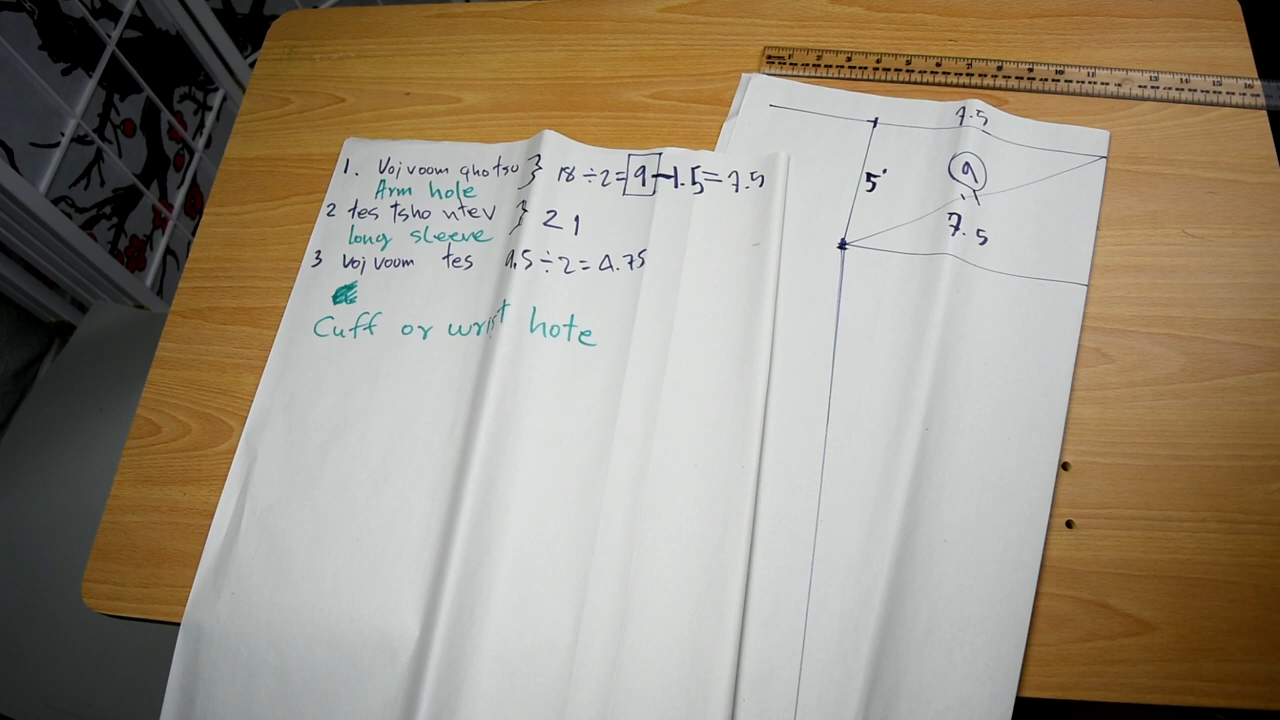 1. Voj voom qhotsu } 18 ÷ 2 = 9 - 1.5 = 7.5
Arm hole
2 tes tsho ntev } 21
long sleeve
3 voj voom tes 9.5 ÷ 2 = 4.75
Cuff or wrist hole
7.5
5"
9
7.5